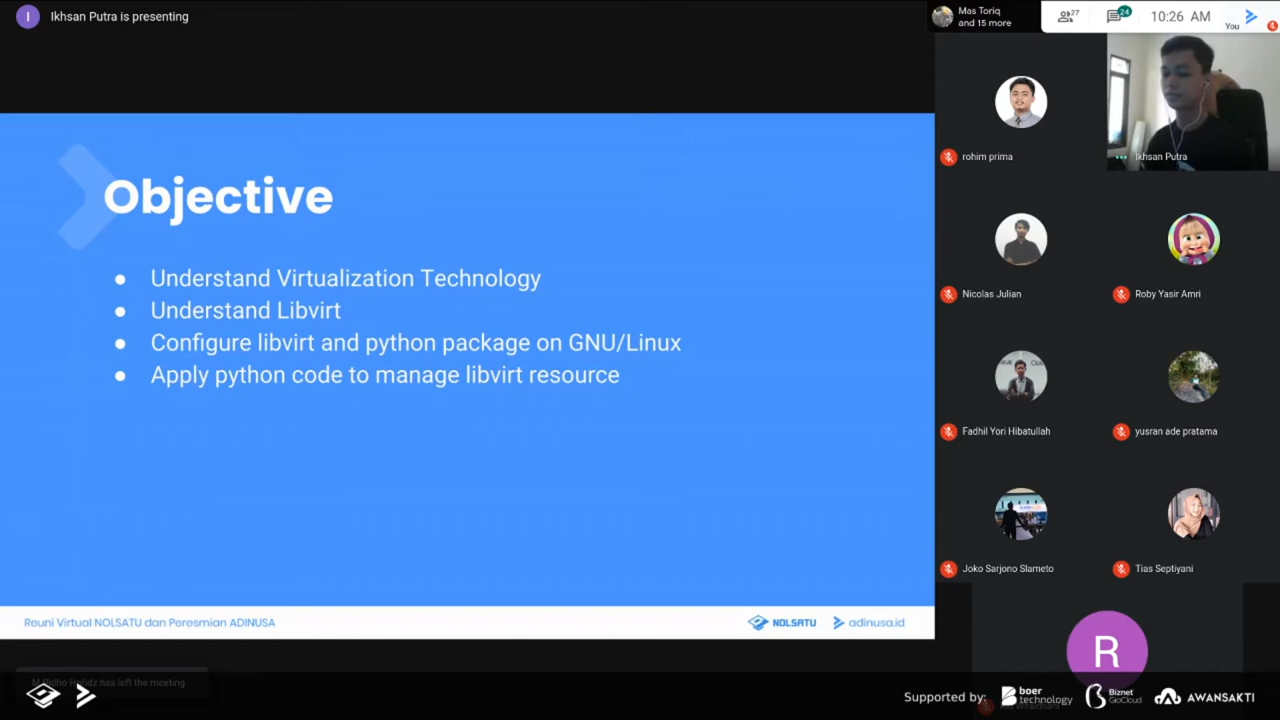 I
Ikhsan Putra is presenting
Mas Toriq
and 15 more
27
24
10:26 AM
You
rohim prima
Ikhsan Putra
Objective
Nicolas Julian
Roby Yasir Amri
• Understand Virtualization Technology
• Understand Libvirt
• Configure libvirt and python package on GNU/Linux
• Apply python code to manage libvirt resource
Fadhil Yori Hibatullah
yusran ade pratama
Joko Sarjono Slameto
Tias Septiyani
Reuni Virtual NOLSATU dan Peresmian ADINUSA
NOLSATU
adinusa.id
R
has left the meeting
Supported by:
boer
technology
Biznet
GioCloud
AWANSAKTI